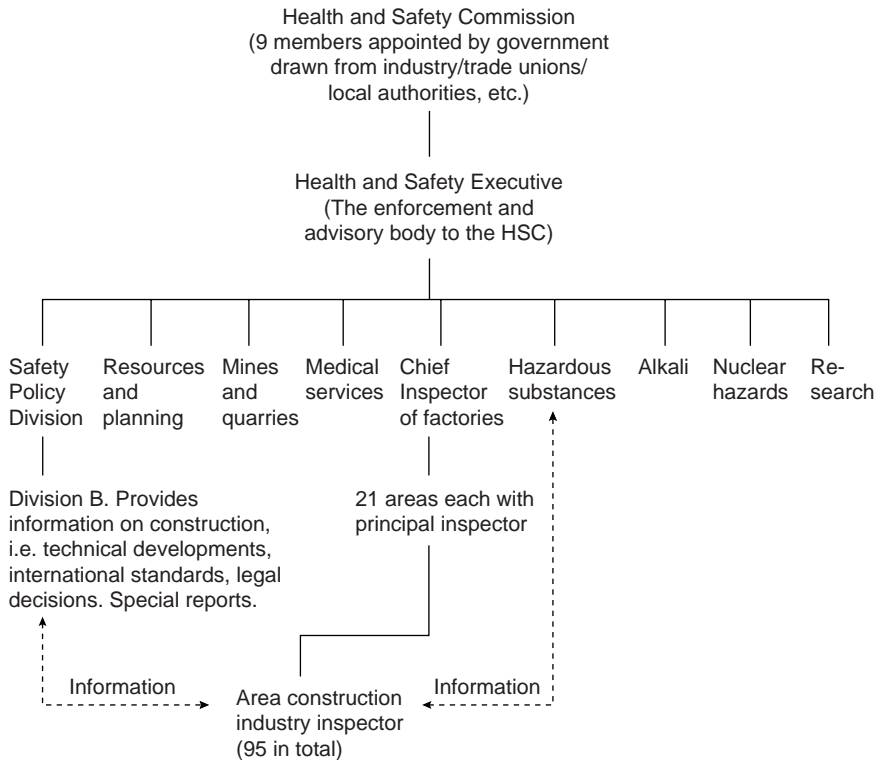 Health and Safety Commission
(9 members appointed by government
drawn from industry/trade unions/
local authorities, etc.)
Health and Safety Executive
(The enforcement and
advisory body to the HSC)
Safety
Policy
Division
Resources
and
planning
Mines
and
quarries
Medical
services
Chief
Inspector
of factories
Hazardous
substances
Alkali
Nuclear
hazards
Re-
search
Division B. Provides
information on construction,
i.e. technical developments,
international standards, legal
decisions. Special reports.
21 areas each with
principal inspector
Information
Area construction
industry inspector
(95 in total)
Information